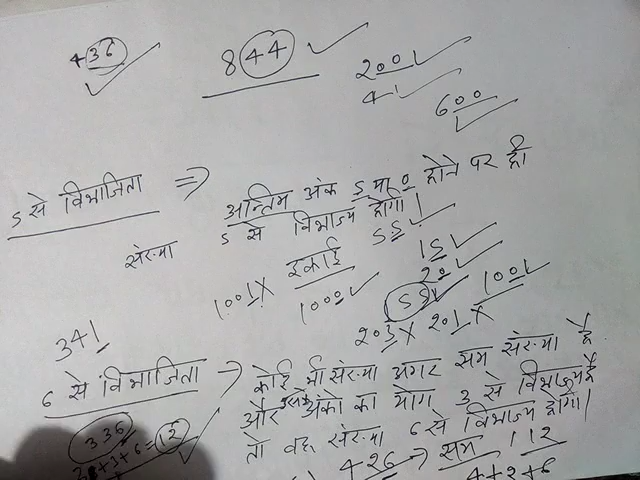 436
844
200
4
600
5 से विभाजिता ⇒ अन्तिम अंक 5 या 0 होने पर ही
संख्या 5 से विभाज्य होगी।
1001 × इकाई 55 15
1000 20
55 100
341 203 × 201 ×
6 से विभाजिता → कोई भी संख्या अगर सम संख्या है
और उसके अंको का योग 3 से विभाज्य है
तो वह संख्या 6 से विभाज्य होगी।
336
3+3+6=12
426 → सम 12
4+2+6